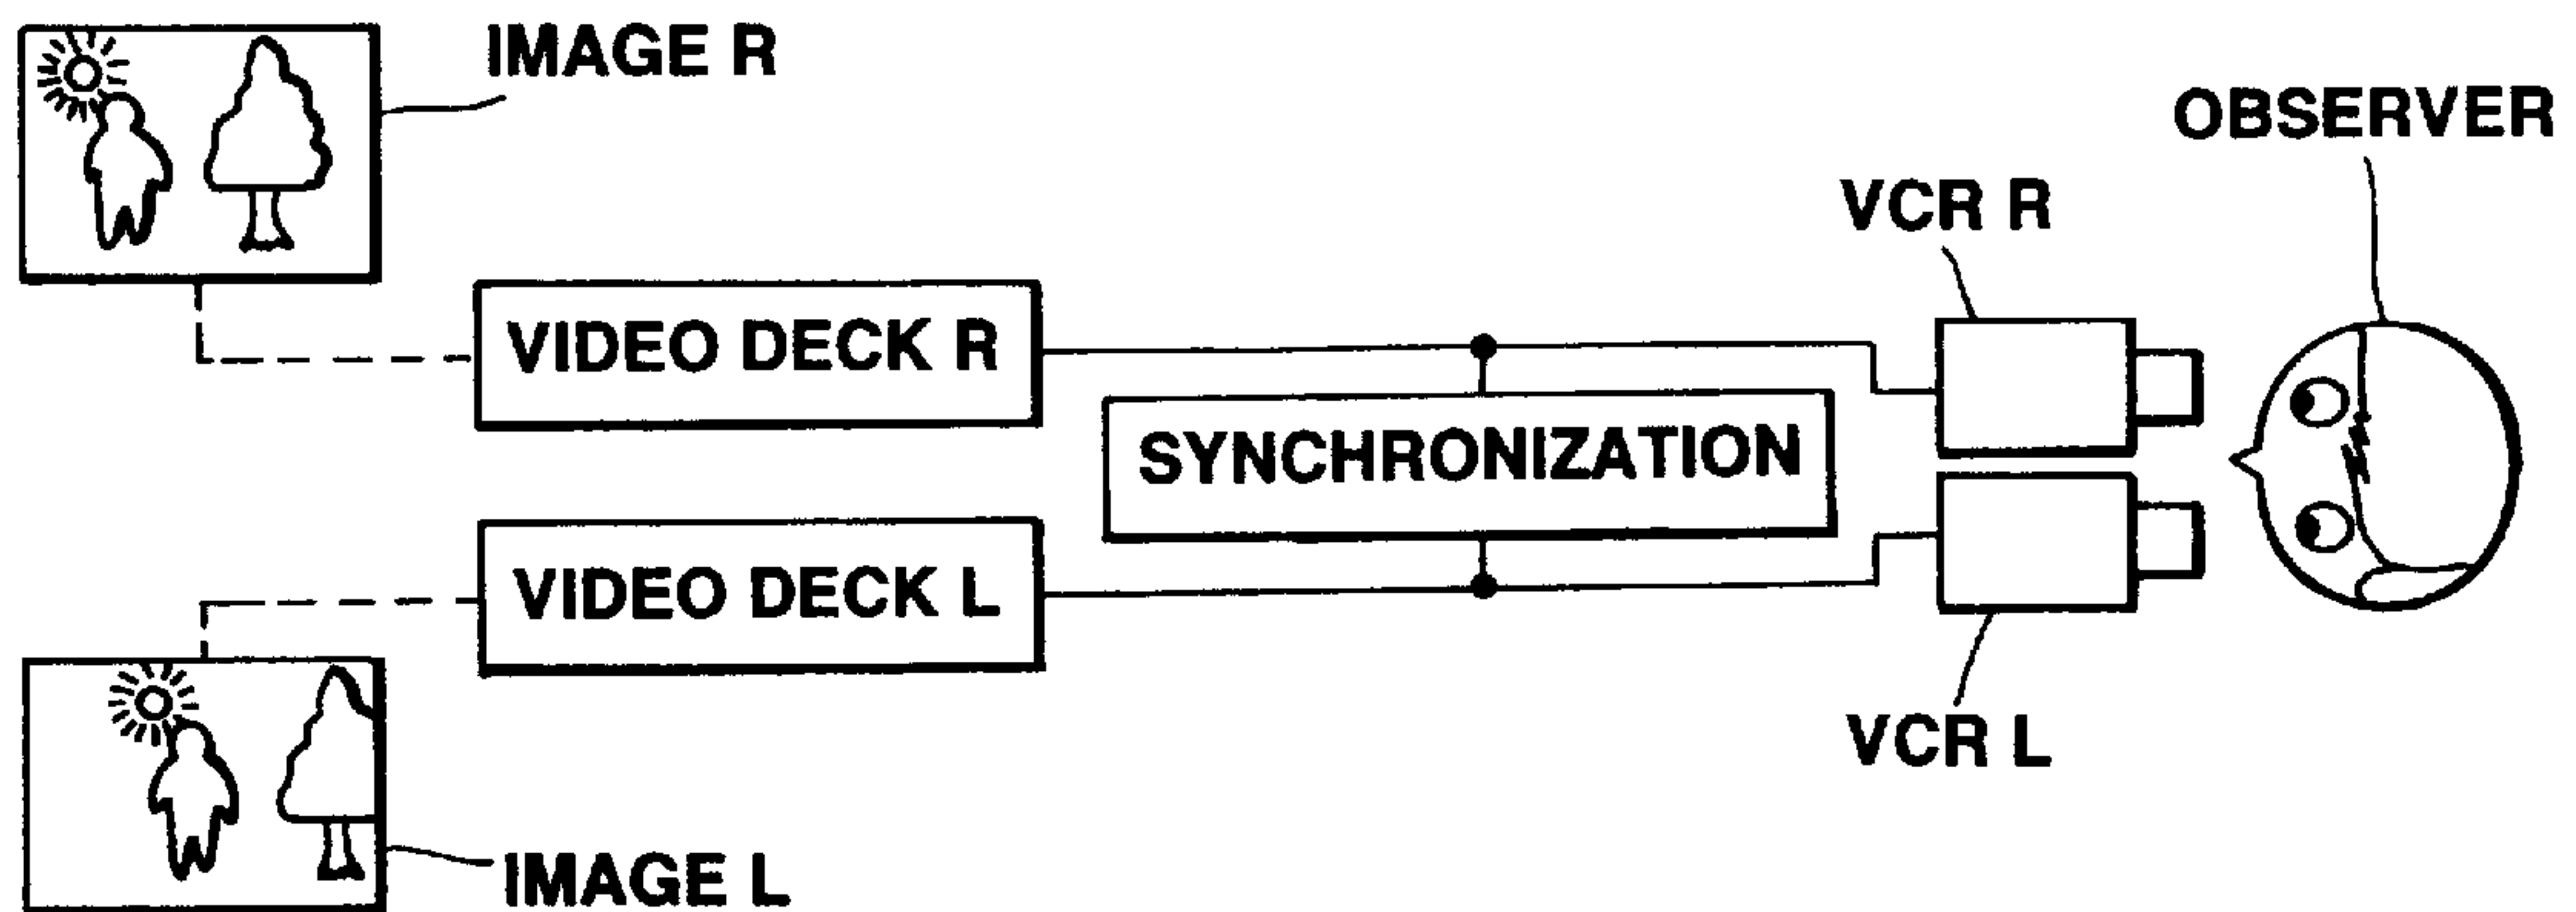 IMAGE R
OBSERVER
VCR R
VIDEO DECK R
SYNCHRONIZATION
VIDEO DECK L
VCR L
IMAGE L